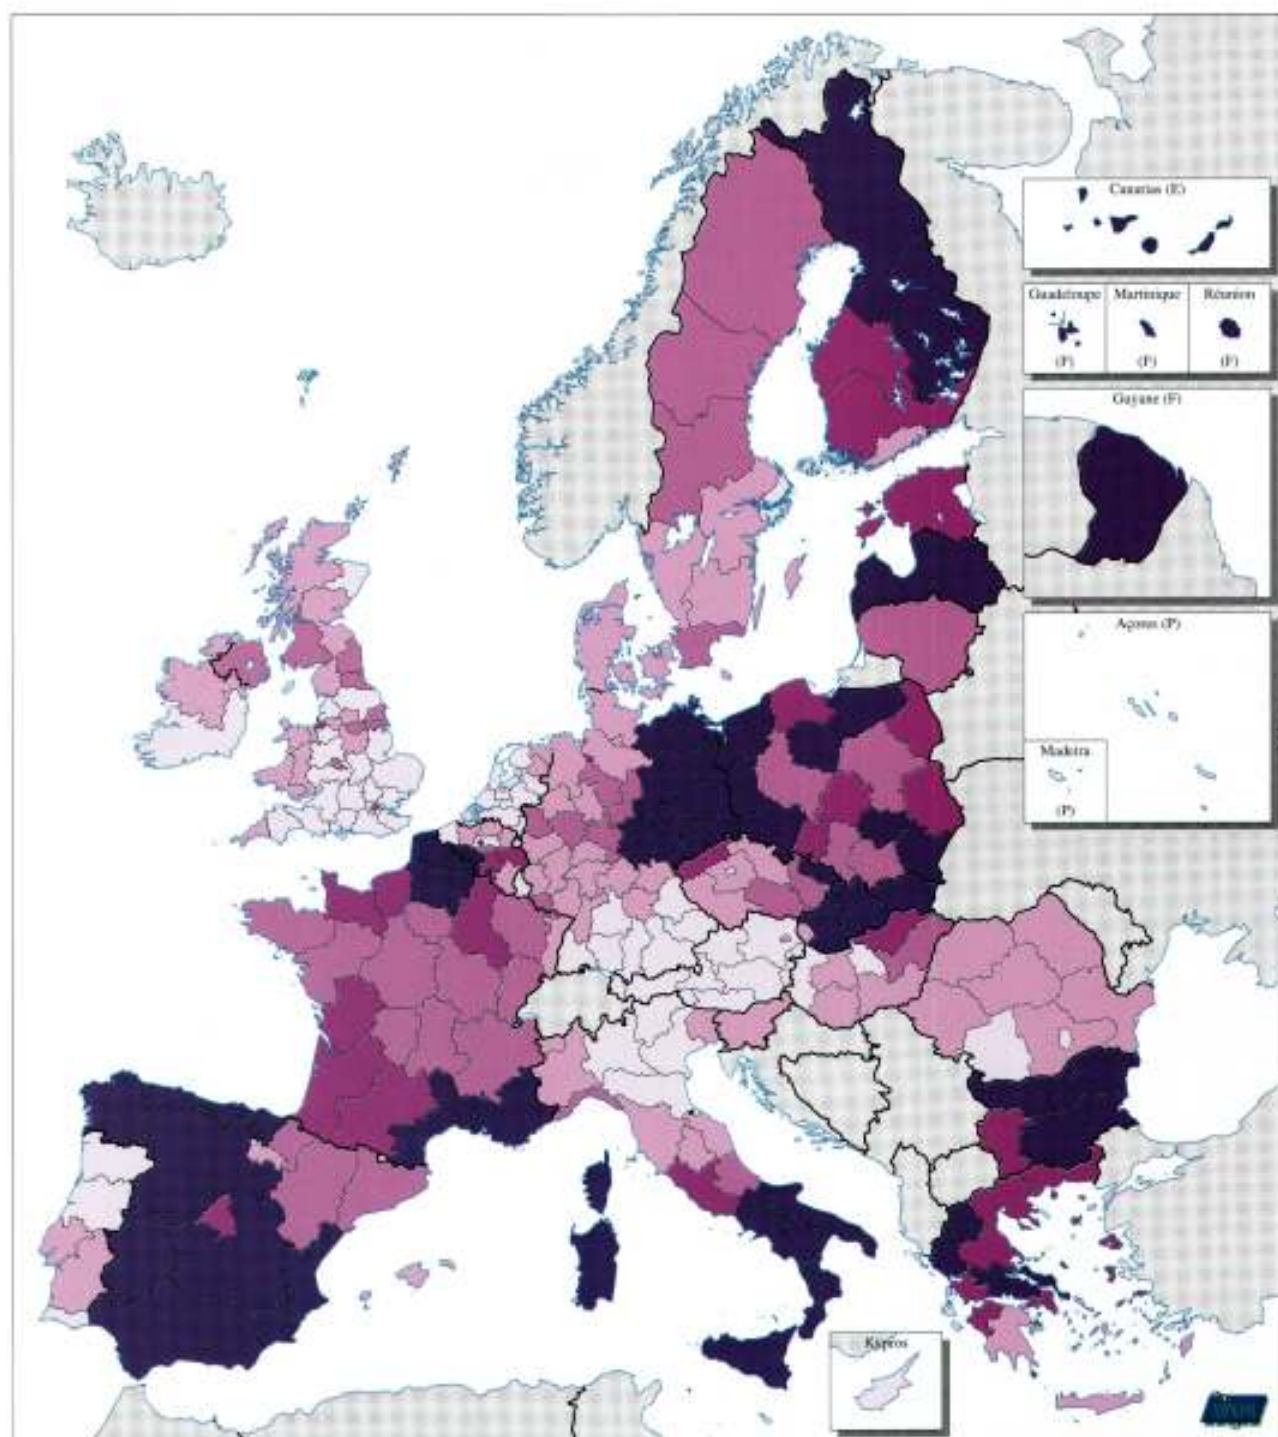 Canarias (E)
Guadeloupe Martinique Réunion
(F) (F) (F)
Guyane (F)
Açores (P)
Madeira
(P)
Kypros